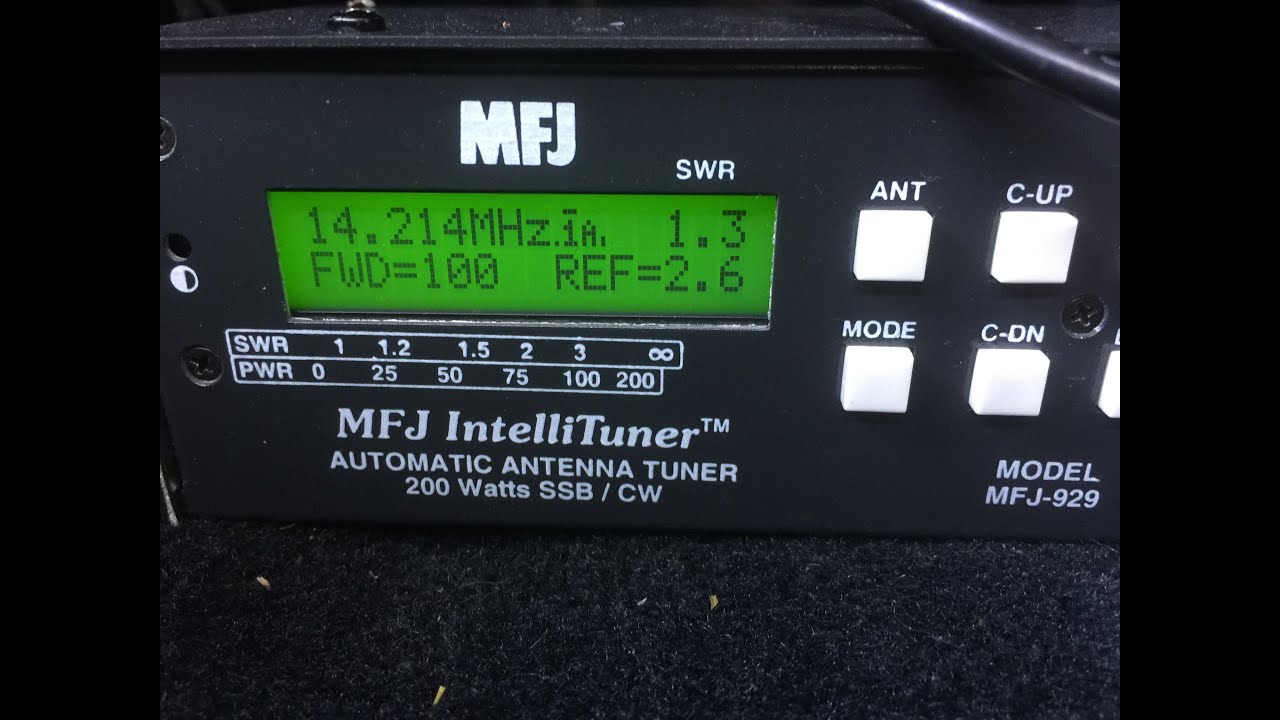 MFJ
SWR
14.214MHz 1.3
FWD=100 REF=2.6
ANT
C-UP
MODE
C-DN
SWR 1 1.2 1.5 2 3 ∞
PWR 0 25 50 75 100 200
MFJ IntelliTuner™
AUTOMATIC ANTENNA TUNER
200 Watts SSB / CW
MODEL
MFJ-929